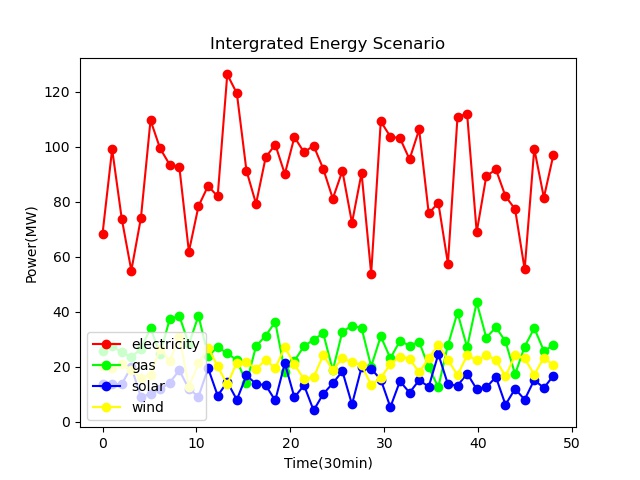 Intergrated Energy Scenario
Power(MW)
120
100
80
60
40
20
0
electricity
gas
solar
wind
0 10 20 30 40 50
Time(30min)